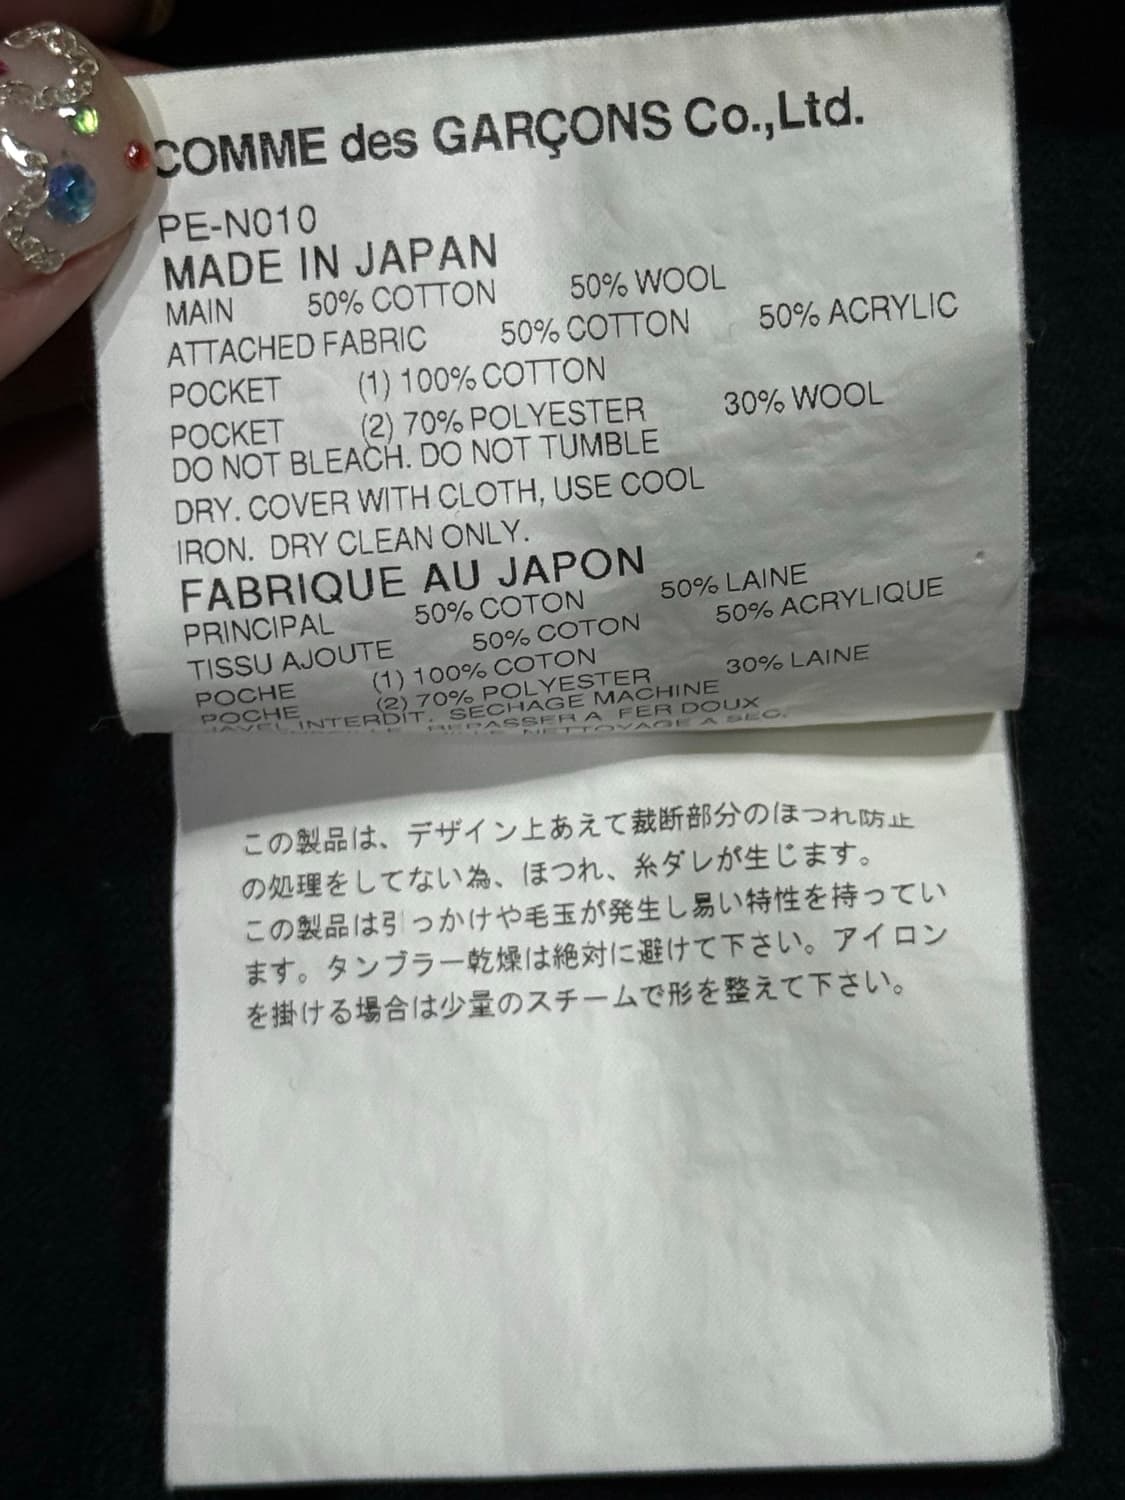 COMME des GARÇONS Co.,Ltd.
PE-N010
MADE IN JAPAN
MAIN 50% COTTON 50% WOOL
ATTACHED FABRIC 50% COTTON 50% ACRYLIC
POCKET (1) 100% COTTON
POCKET (2) 70% POLYESTER 30% WOOL
DO NOT BLEACH. DO NOT TUMBLE
DRY. COVER WITH CLOTH, USE COOL
IRON. DRY CLEAN ONLY.
FABRIQUE AU JAPON
PRINCIPAL 50% COTON 50% LAINE
TISSU AJOUTE 50% COTON 50% ACRYLIQUE
POCHE (1) 100% COTON
POCHE (2) 70% POLYESTER 30% LAINE
JAVEL INTERDIT. SECHAGE MACHINE
REPASSER A FER DOUX
NETTOYAGE A SEC.
この製品は、デザイン上あえて裁断部分のほつれ防止
の処理をしてない為、ほつれ、糸ダレが生じます。
この製品は引っかけや毛玉が発生し易い特性を持ってい
ます。タンブラー乾燥は絶対に避けて下さい。アイロン
を掛ける場合は少量のスチームで形を整えて下さい。